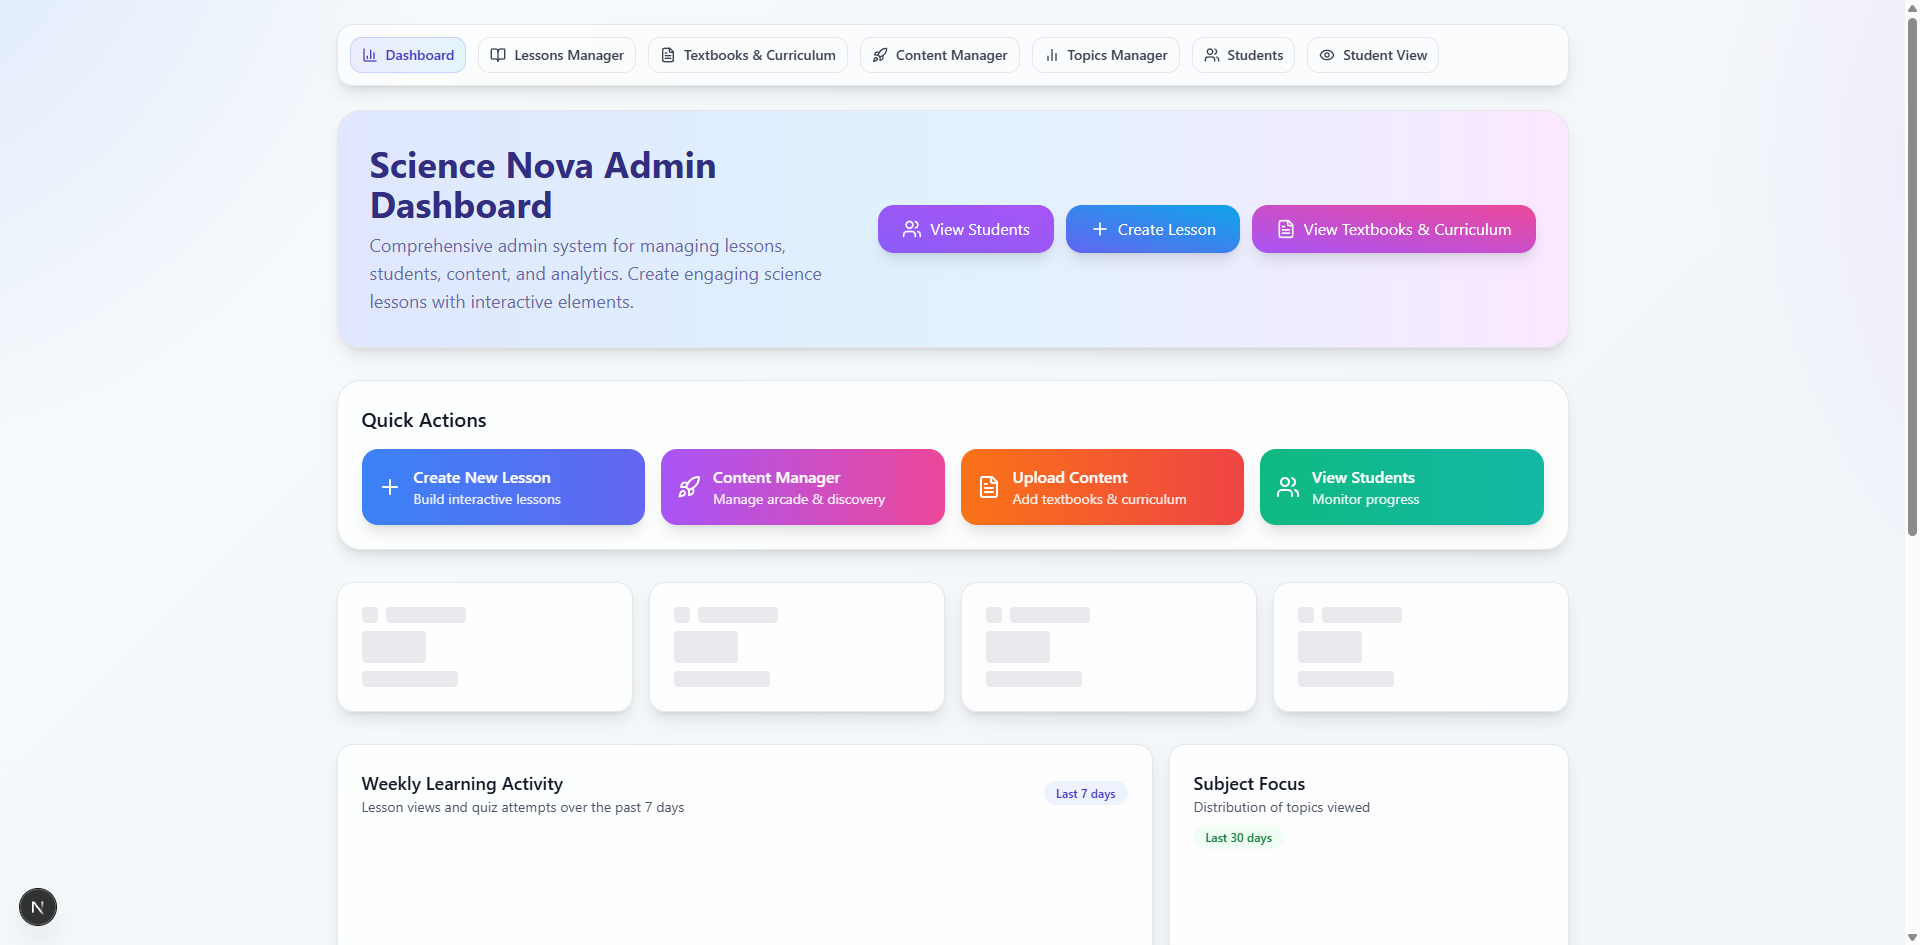 Dashboard
Lessons Manager
Textbooks & Curriculum
Content Manager
Topics Manager
Students
Student View
Science Nova Admin
Dashboard
Comprehensive admin system for managing lessons,
students, content, and analytics. Create engaging science
lessons with interactive elements.
View Students
Create Lesson
View Textbooks & Curriculum
Quick Actions
Create New Lesson
Build interactive lessons
Content Manager
Manage arcade & discovery
Upload Content
Add textbooks & curriculum
View Students
Monitor progress
Weekly Learning Activity
Lesson views and quiz attempts over the past 7 days
Last 7 days
Subject Focus
Distribution of topics viewed
Last 30 days
N